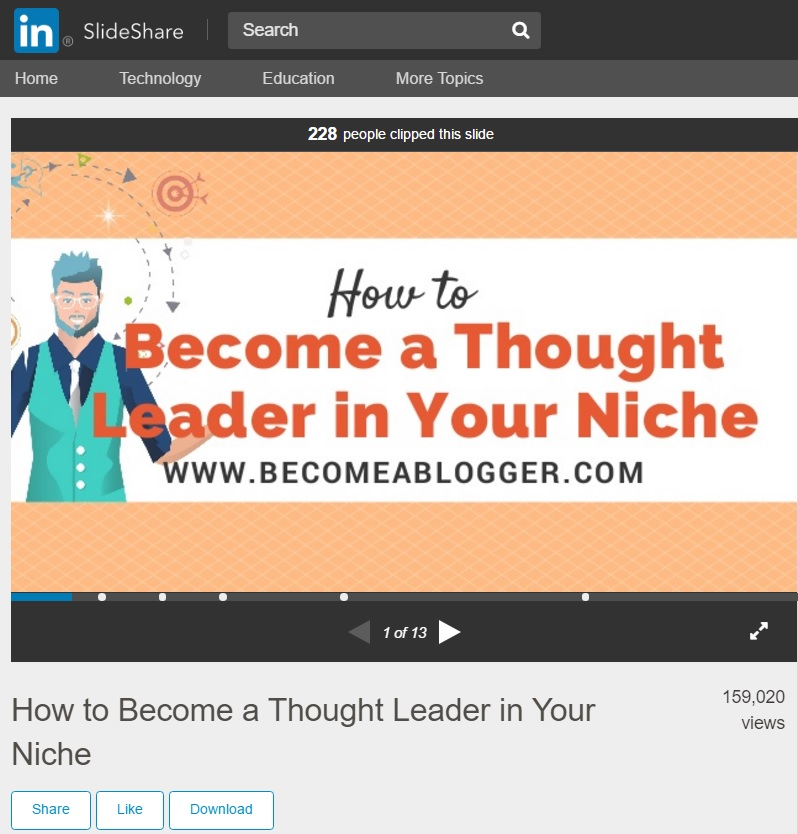 in ® SlideShare Search
Home Technology Education More Topics
228 people clipped this slide
How to
Become a Thought
Leader in Your Niche
WWW.BECOMEABLOGGER.COM
1 of 13
How to Become a Thought Leader in Your
Niche
159,020
views
Share Like Download